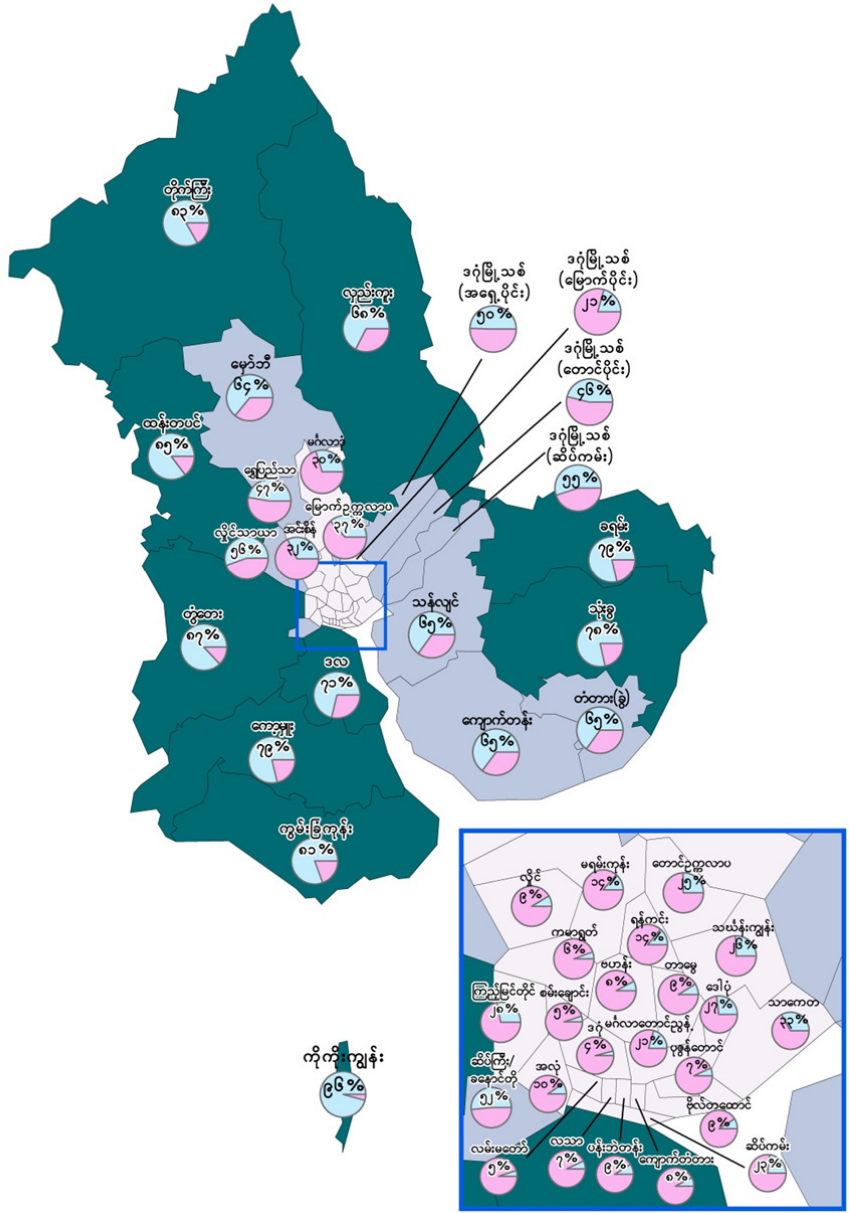 တိုက်ကြီး
၈၃%
လှည်းကူး
၆၈%
ဒဂုံမြို့သစ်
(အရှေ့ပိုင်း)
၅၀%
ဒဂုံမြို့သစ်
(မြောက်ပိုင်း)
၂၁%
ဒဂုံမြို့သစ်
(တောင်ပိုင်း)
၄၆%
ဒဂုံမြို့သစ်
(ဆိပ်ကမ်း)
၅၅%
မှော်ဘီ
၆၄%
ထန်းတပင်
၈၅%
မင်္ဂလာဒုံ
၃၀%
ရွှေပြည်သာ
၄၇%
မြောက်ဥက္ကလာပ
၃၇%
လှိုင်သာယာ
၅၆%
အင်းစိန်
၃၂%
ခရမ်း
၇၉%
သန်လျင်
၆၅%
သုံးခွ
၇၈%
တွံတေး
၈၇%
ဒလ
၇၁%
တံတား(ခွဲ)
၆၅%
ကျောက်တန်း
၆၅%
ကော့မှူး
၇၉%
ကွမ်းခြံကုန်း
၈၁%
ကိုကိုးကျွန်း
၉၆%
လှိုင်
၉%
မရမ်းကုန်း
၁၄%
တောင်ဥက္ကလာပ
၂၅%
ကမာရွတ်
၆%
ရန်ကင်း
၁၄%
သင်္ဃန်းကျွန်း
၂၆%
ဗဟန်း
၈%
တာမွေ
၉%
ဒေါပုံ
၂၇%
သာကေတ
၃၃%
ကြည့်မြင်တိုင်
၂၈%
စမ်းချောင်း
၅%
ဒဂုံ
၄%
မင်္ဂလာတောင်ညွန့်
၂၁%
ပုဇွန်တောင်
၇%
ဆိပ်ကြီး/
ခနောင်တို
၅၂%
အလုံ
၁၀%
ဗိုလ်တထောင်
၉%
လမ်းမတော်
၅%
လသာ
၇%
ပန်းဘဲတန်း
၉%
ကျောက်တံတား
၈%
ဆိပ်ကမ်း
၂၃%